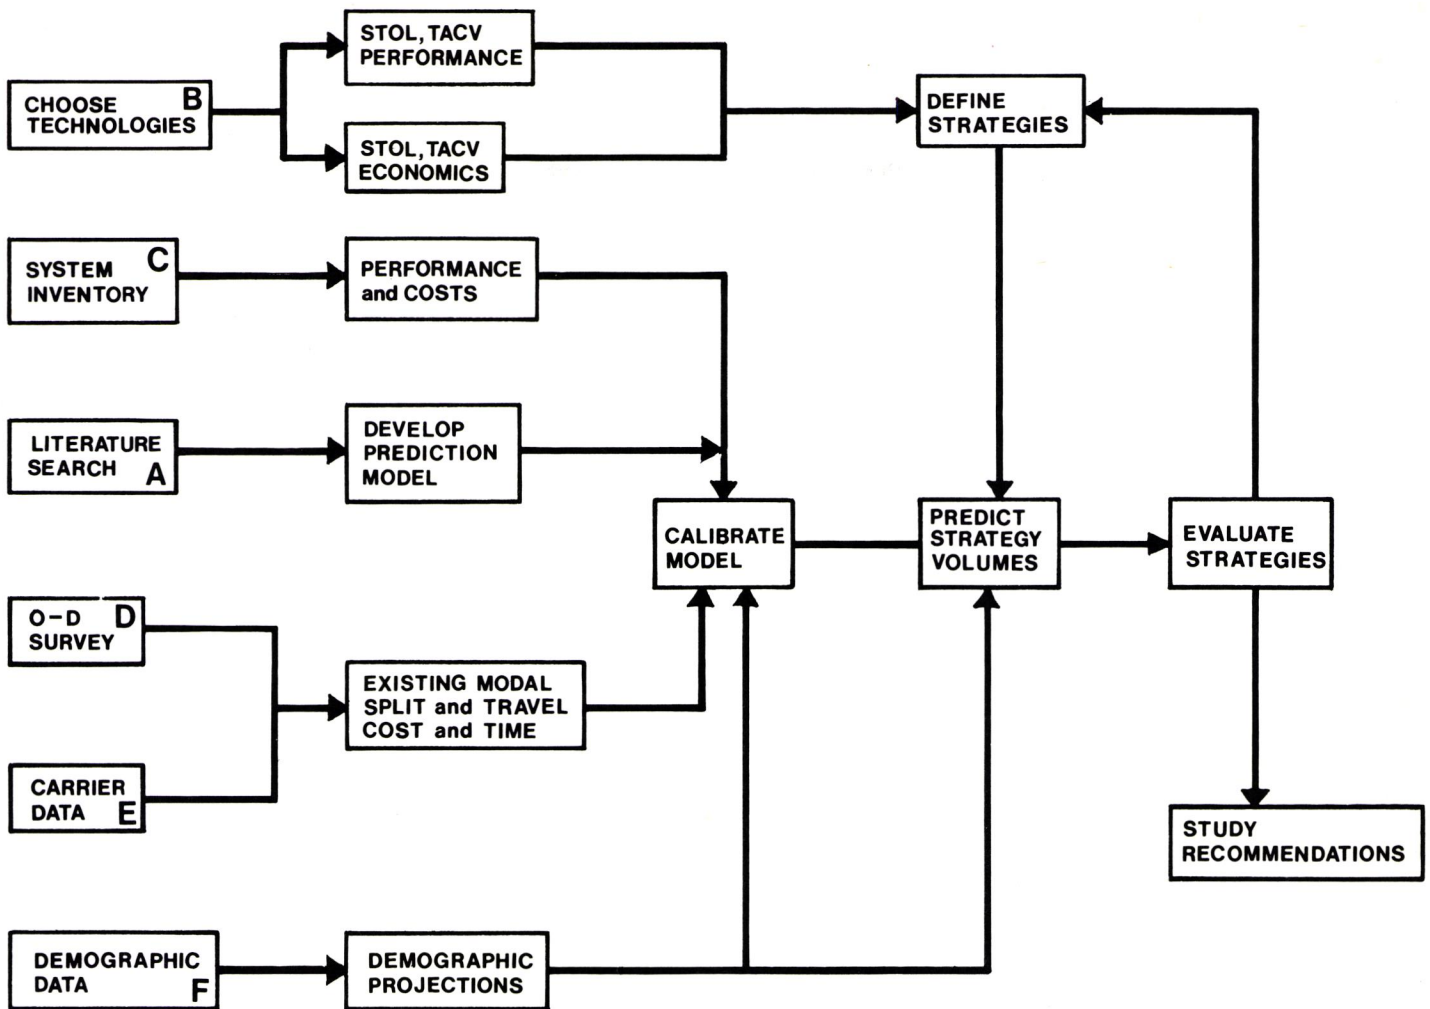 STOL, TACV
PERFORMANCE
CHOOSE B
TECHNOLOGIES
DEFINE
STRATEGIES
STOL, TACV
ECONOMICS
SYSTEM C
INVENTORY
PERFORMANCE
and COSTS
LITERATURE
SEARCH A
DEVELOP
PREDICTION
MODEL
CALIBRATE
MODEL
PREDICT
STRATEGY
VOLUMES
EVALUATE
STRATEGIES
O-D D
SURVEY
EXISTING MODAL
SPLIT and TRAVEL
COST and TIME
CARRIER
DATA E
STUDY
RECOMMENDATIONS
DEMOGRAPHIC
DATA F
DEMOGRAPHIC
PROJECTIONS